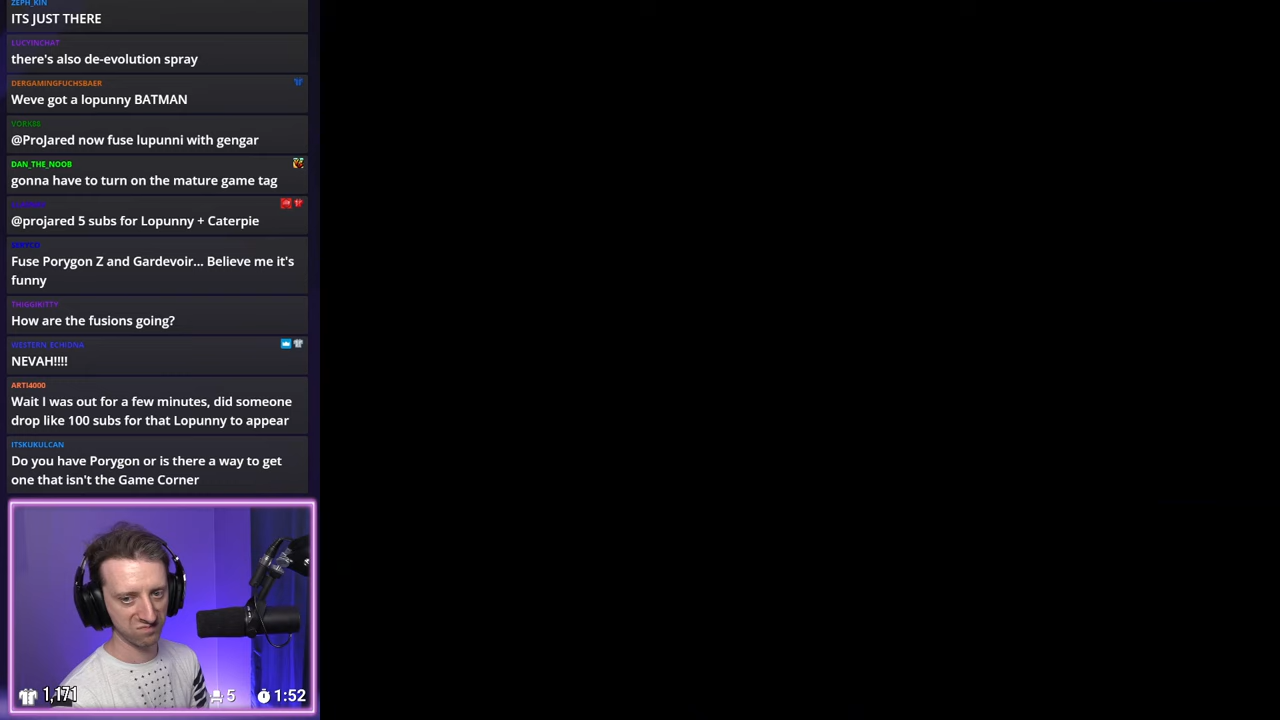 ZEPH_KIN
ITS JUST THERE
LUCYINCHAT
there's also de-evolution spray
DERGAMINGFUCHSBAER
Weve got a lopunny BATMAN
VORK88
@ProJared now fuse lupunni with gengar
DAN_THE_NOOB
gonna have to turn on the mature game tag
@projared 5 subs for Lopunny + Caterpie
Fuse Porygon Z and Gardevoir... Believe me it's
funny
THIGGIKITTY
How are the fusions going?
WESTERN_ECHIDNA
NEVAH!!!!
ARTI4000
Wait I was out for a few minutes, did someone
drop like 100 subs for that Lopunny to appear
ITSKUKULCAN
Do you have Porygon or is there a way to get
one that isn't the Game Corner
1,171
5
1:52